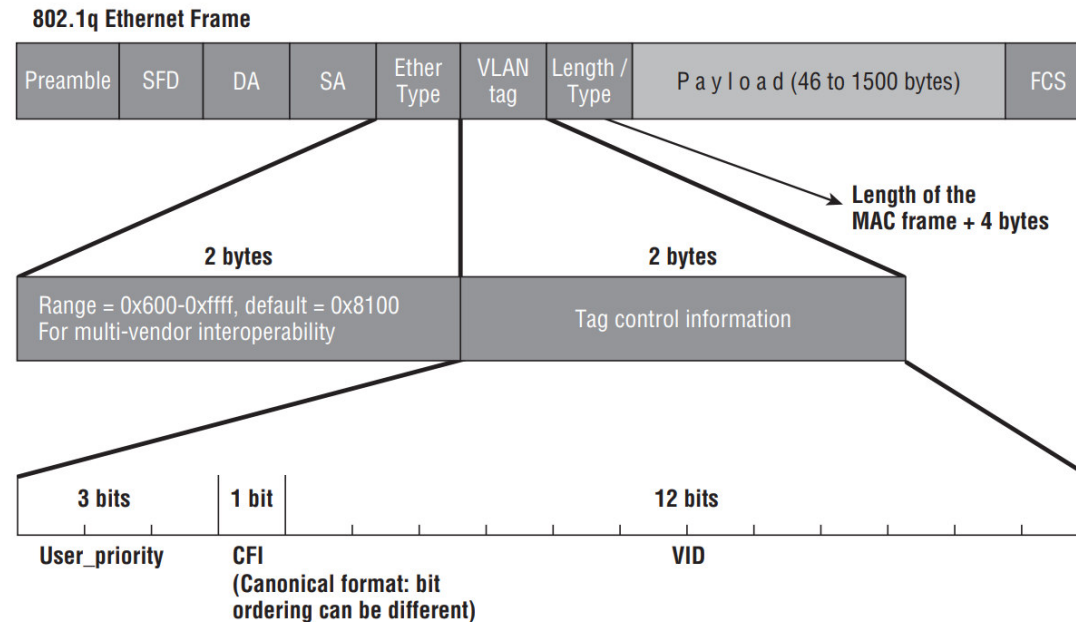 802.1q Ethernet Frame
Preamble
SFD
DA
SA
Ether
Type
VLAN
tag
Length /
Type
Payload (46 to 1500 bytes)
FCS
Length of the
MAC frame + 4 bytes
2 bytes
2 bytes
Range = 0x600-0xffff, default = 0x8100
For multi-vendor interoperability
Tag control information
3 bits
1 bit
12 bits
User_priority
CFI
(Canonical format: bit
ordering can be different)
VID